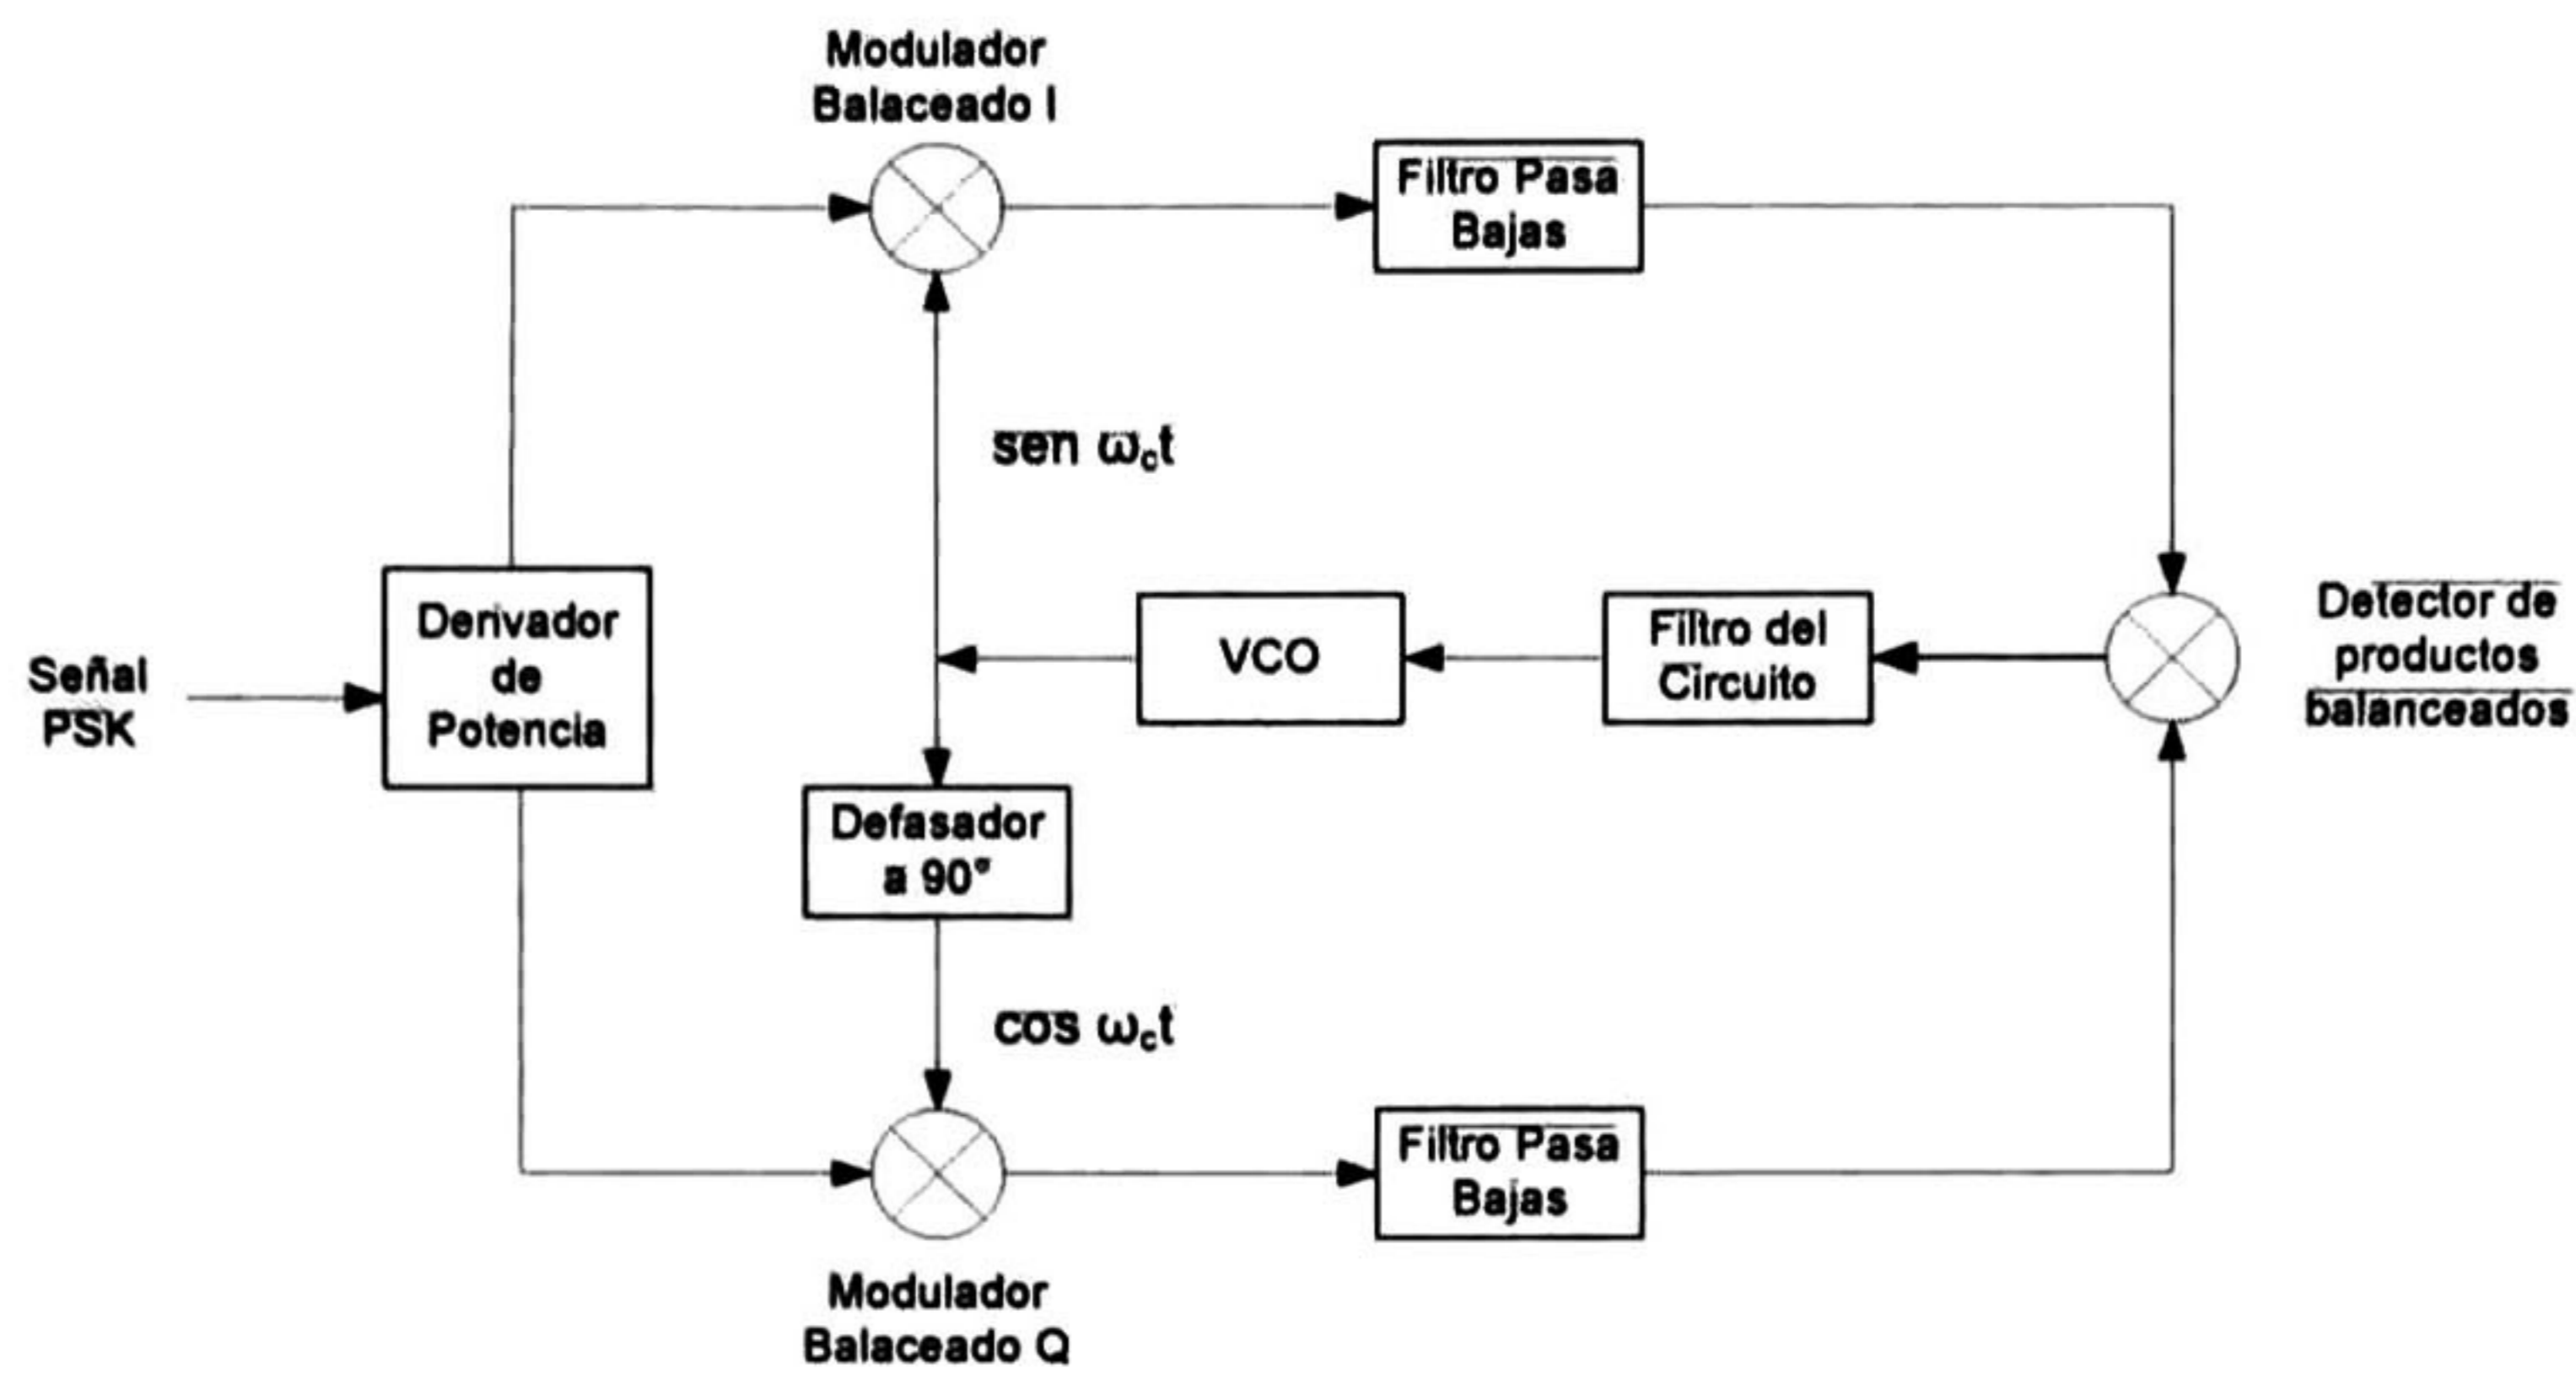 Modulador
Balaceado I
Filtro Pasa
Bajas
sen ωct
Derivador
de
Potencia
Señal
PSK
VCO
Filtro del
Circuito
Detector de
productos
balanceados
Defasador
a 90°
cos ωct
Filtro Pasa
Bajas
Modulador
Balaceado Q